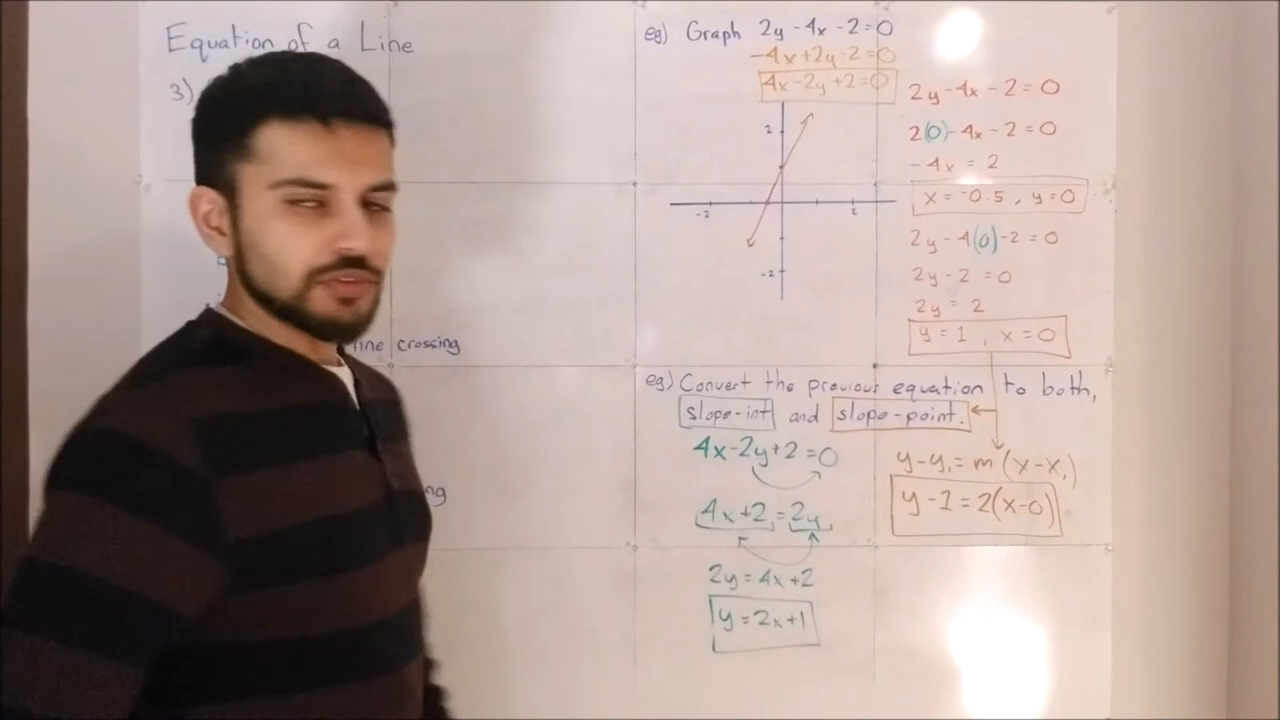 Equation of a Line
3)
line crossing
ng
eg) Graph 2y -4x -2=0
-4x+2y-2=0
4x-2y+2=0
2
-2
2
-2
2y-4x-2=0
2(0)-4x-2=0
-4x = 2
x = -0.5 , y=0
2y-4(0)-2=0
2y-2=0
2y=2
y=1 , x=0
eg) Convert the previous equation to both,
slope-int and slope-point.
4x-2y+2=0
4x+2=2y
2y=4x+2
y=2x+1
y-y₁=m(x-x₁)
y-1=2(x-0)